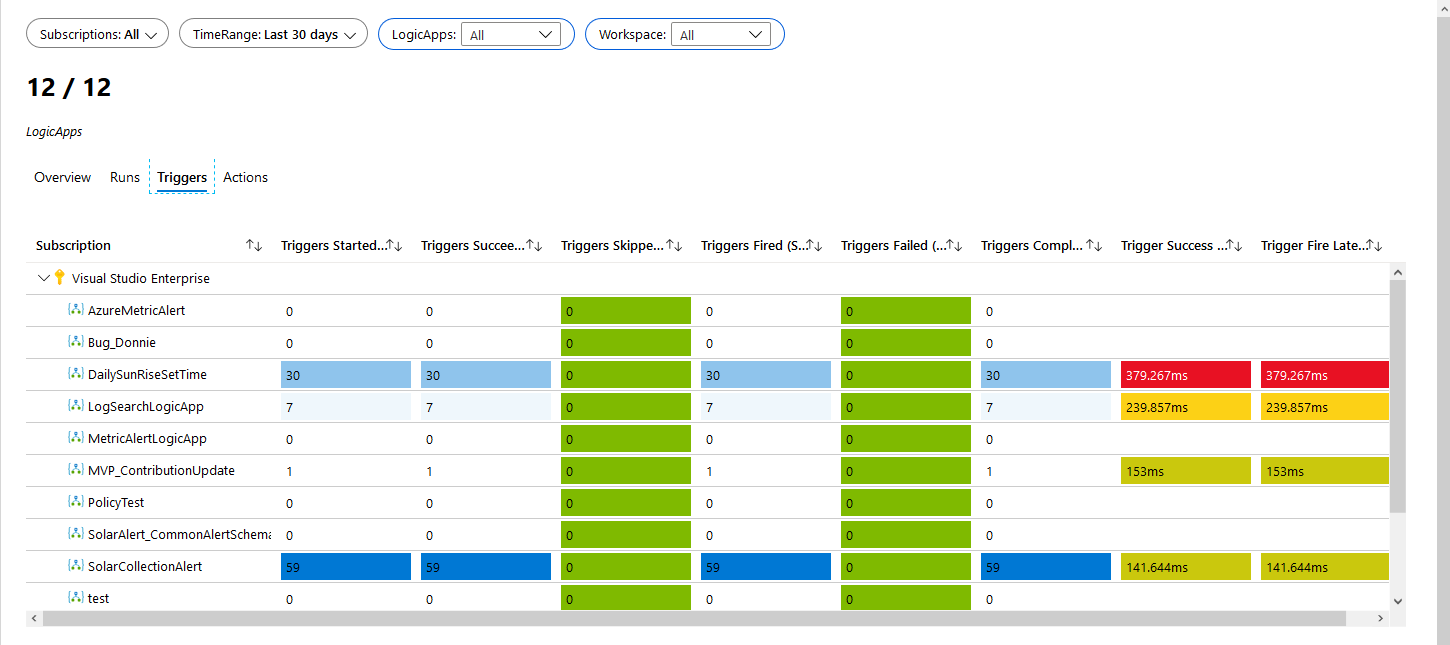 Subscriptions: All
TimeRange: Last 30 days
LogicApps: All
Workspace: All
12 / 12
LogicApps
Overview Runs Triggers Actions
Subscription Triggers Started... Triggers Succee... Triggers Skippe... Triggers Fired (S... Triggers Failed (... Triggers Compl... Trigger Success ... Trigger Fire Late...
Visual Studio Enterprise
AzureMetricAlert 0 0 0 0 0 0
Bug_Donnie 0 0 0 0 0 0
DailySunRiseSetTime 30 30 0 30 0 30 379.267ms 379.267ms
LogSearchLogicApp 7 7 0 7 0 7 239.857ms 239.857ms
MetricAlertLogicApp 0 0 0 0 0 0
MVP_ContributionUpdate 1 1 0 1 0 1 153ms 153ms
PolicyTest 0 0 0 0 0 0
SolarAlert_CommonAlertSchema 0 0 0 0 0 0
SolarCollectionAlert 59 59 0 59 0 59 141.644ms 141.644ms
test 0 0 0 0 0 0